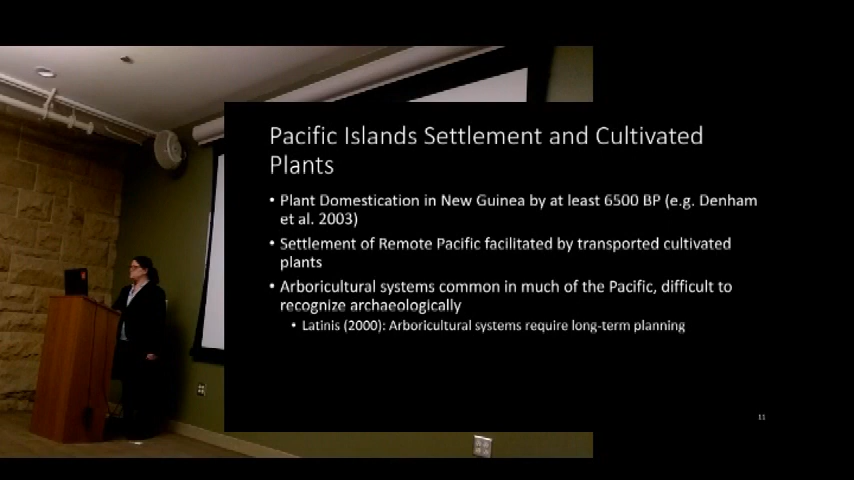 Pacific Islands Settlement and Cultivated
Plants
• Plant Domestication in New Guinea by at least 6500 BP (e.g. Denham
et al. 2003)
• Settlement of Remote Pacific facilitated by transported cultivated
plants
• Arboricultural systems common in much of the Pacific, difficult to
recognize archaeologically
• Latinis (2000): Arboricultural systems require long-term planning
11